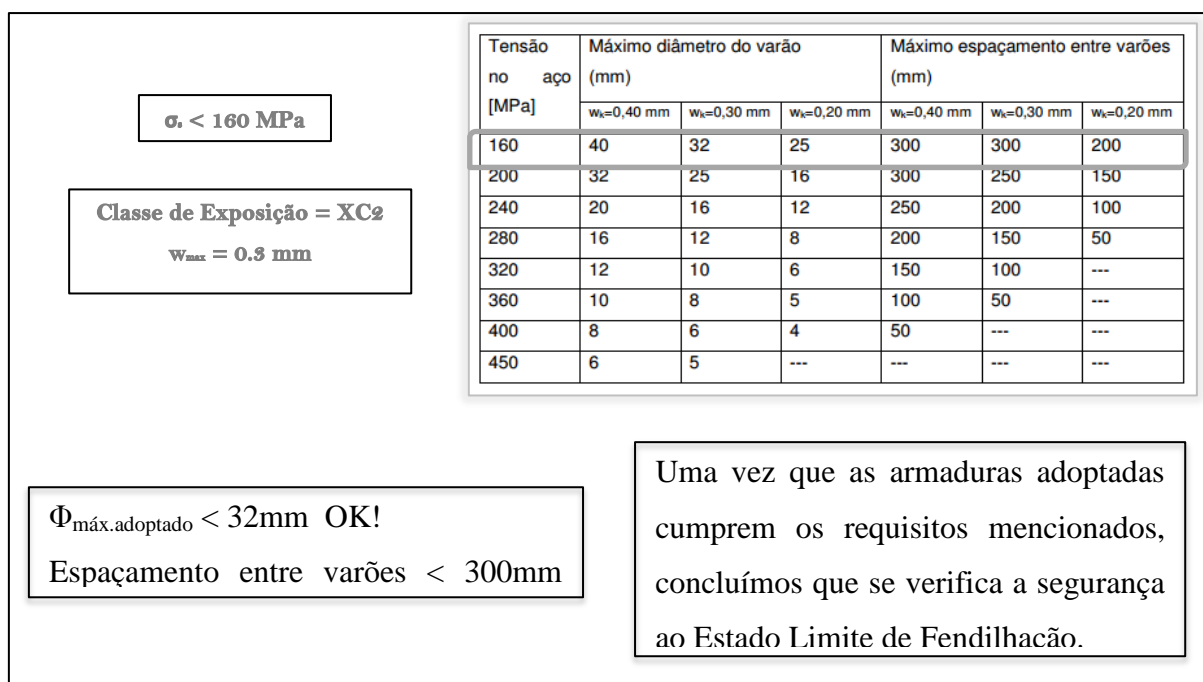 σs < 160 MPa
Classe de Exposição = XC2
wmax = 0.3 mm
Tensão no aço [MPa] Máximo diâmetro do varão (mm) Máximo espaçamento entre varões (mm)
wk=0,40 mm wk=0,30 mm wk=0,20 mm wk=0,40 mm wk=0,30 mm wk=0,20 mm
160 40 32 25 300 300 200
200 32 25 16 300 250 150
240 20 16 12 250 200 100
280 16 12 8 200 150 50
320 12 10 6 150 100 ---
360 10 8 5 100 50 ---
400 8 6 4 50 --- ---
450 6 5 --- --- --- ---
Φmáx.adoptado < 32mm OK!
Espaçamento entre varões < 300mm
Uma vez que as armaduras adoptadas
cumprem os requisitos mencionados,
concluímos que se verifica a segurança
ao Estado Limite de Fendilhação.